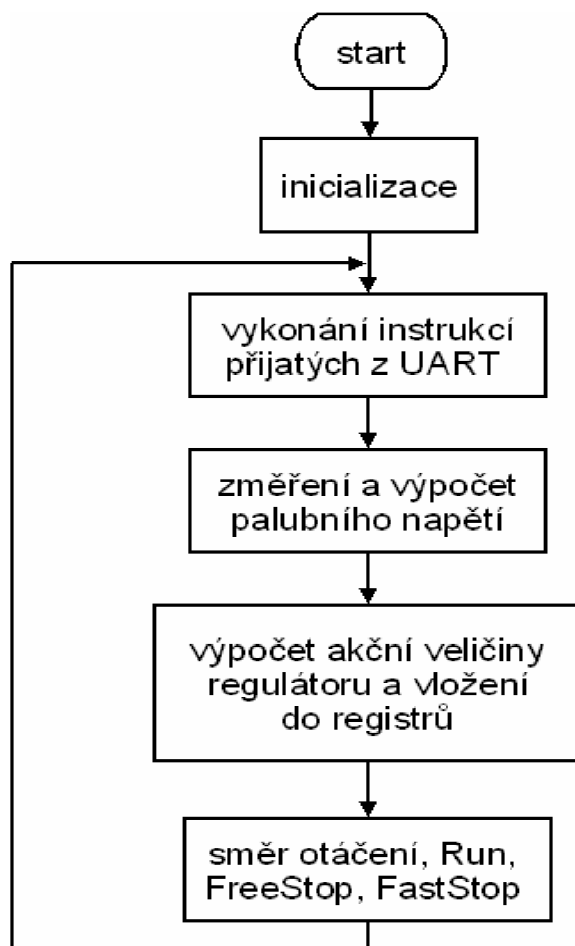 start
inicializace
vykonání instrukcí
přijatých z UART
změření a výpočet
palubního napětí
výpočet akční veličiny
regulátoru a vložení
do registrů
směr otáčení, Run,
FreeStop, FastStop